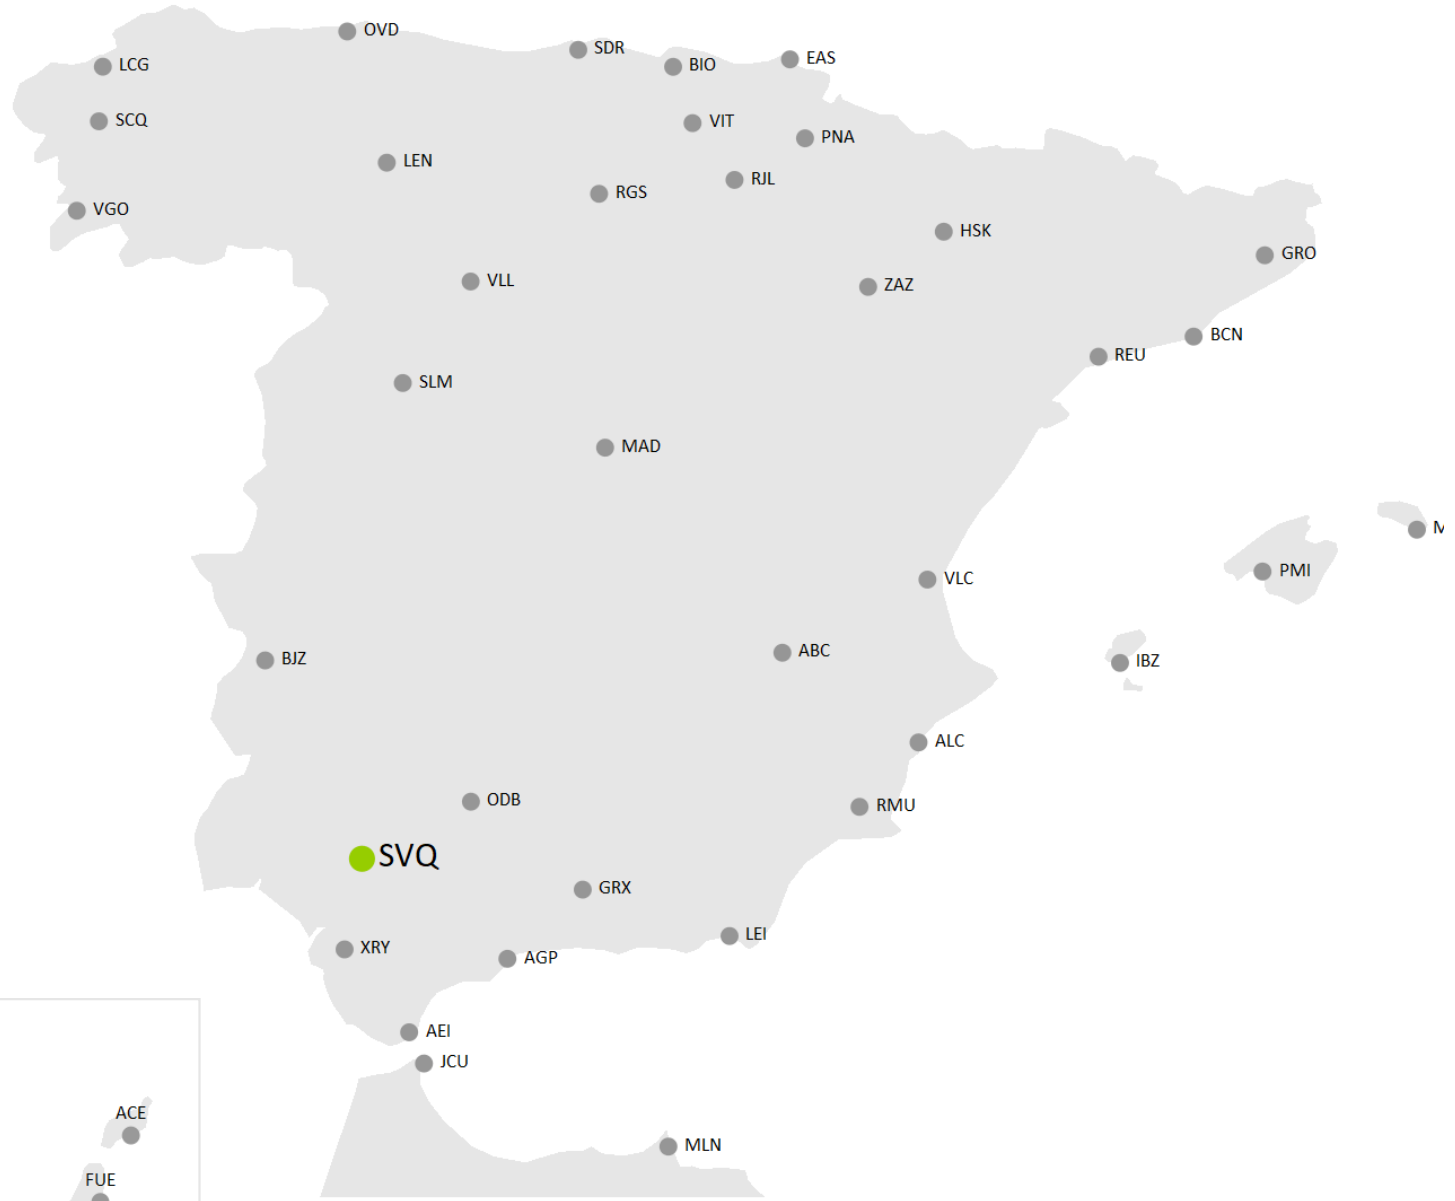 OVD
SDR
EAS
LCG
BIO
SCQ
VIT
PNA
LEN
RJL
RGS
VGO
HSK
GRO
VLL
ZAZ
BCN
REU
SLM
MAD
M
PMI
VLC
ABC
BJZ
IBZ
ALC
ODB
RMU
SVQ
GRX
LEI
XRY
AGP
AEI
JCU
ACE
MLN
FUE